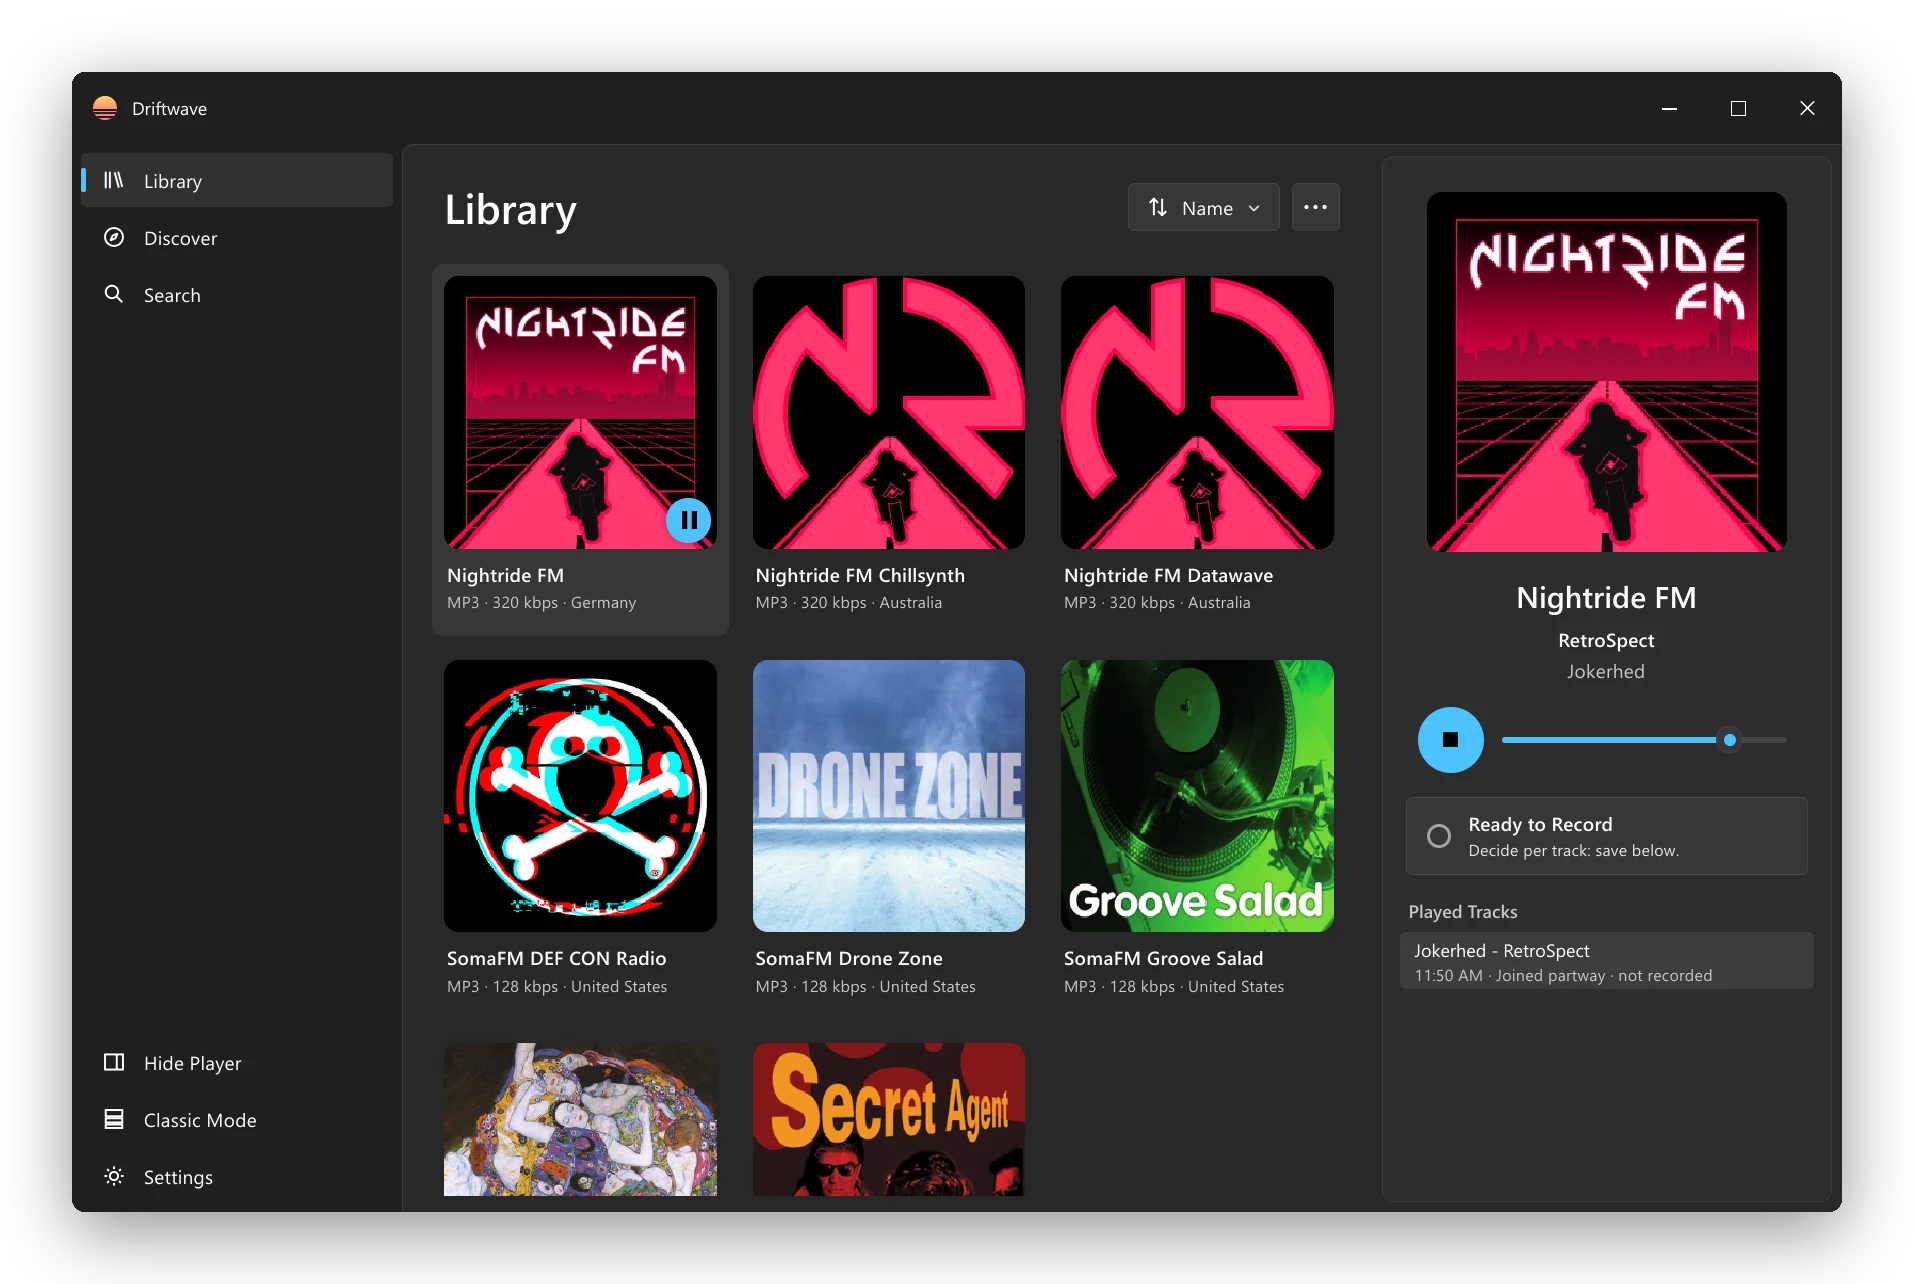 Driftwave
Library
Discover
Search
Hide Player
Classic Mode
Settings
Library
Name
NIGHTRIDE
FM
Nightride FM
MP3 · 320 kbps · Germany
Nightride FM Chillsynth
MP3 · 320 kbps · Australia
Nightride FM Datawave
MP3 · 320 kbps · Australia
SomaFM DEF CON Radio
MP3 · 128 kbps · United States
DRONE ZONE
SomaFM Drone Zone
MP3 · 128 kbps · United States
Groove Salad
SomaFM Groove Salad
MP3 · 128 kbps · United States
Secret Agent
NIGHTRIDE
FM
Nightride FM
RetroSpect
Jokerhed
Ready to Record
Decide per track: save below.
Played Tracks
Jokerhed - RetroSpect
11:50 AM · Joined partway · not recorded